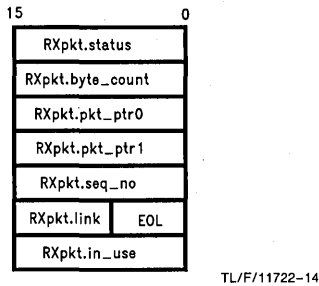 15 0
RXpkt.status
RXpkt.byte_count
RXpkt.pkt_ptr0
RXpkt.pkt_ptr1
RXpkt.seq_no
RXpkt.link EOL
RXpkt.in_use
TL/F/11722-14